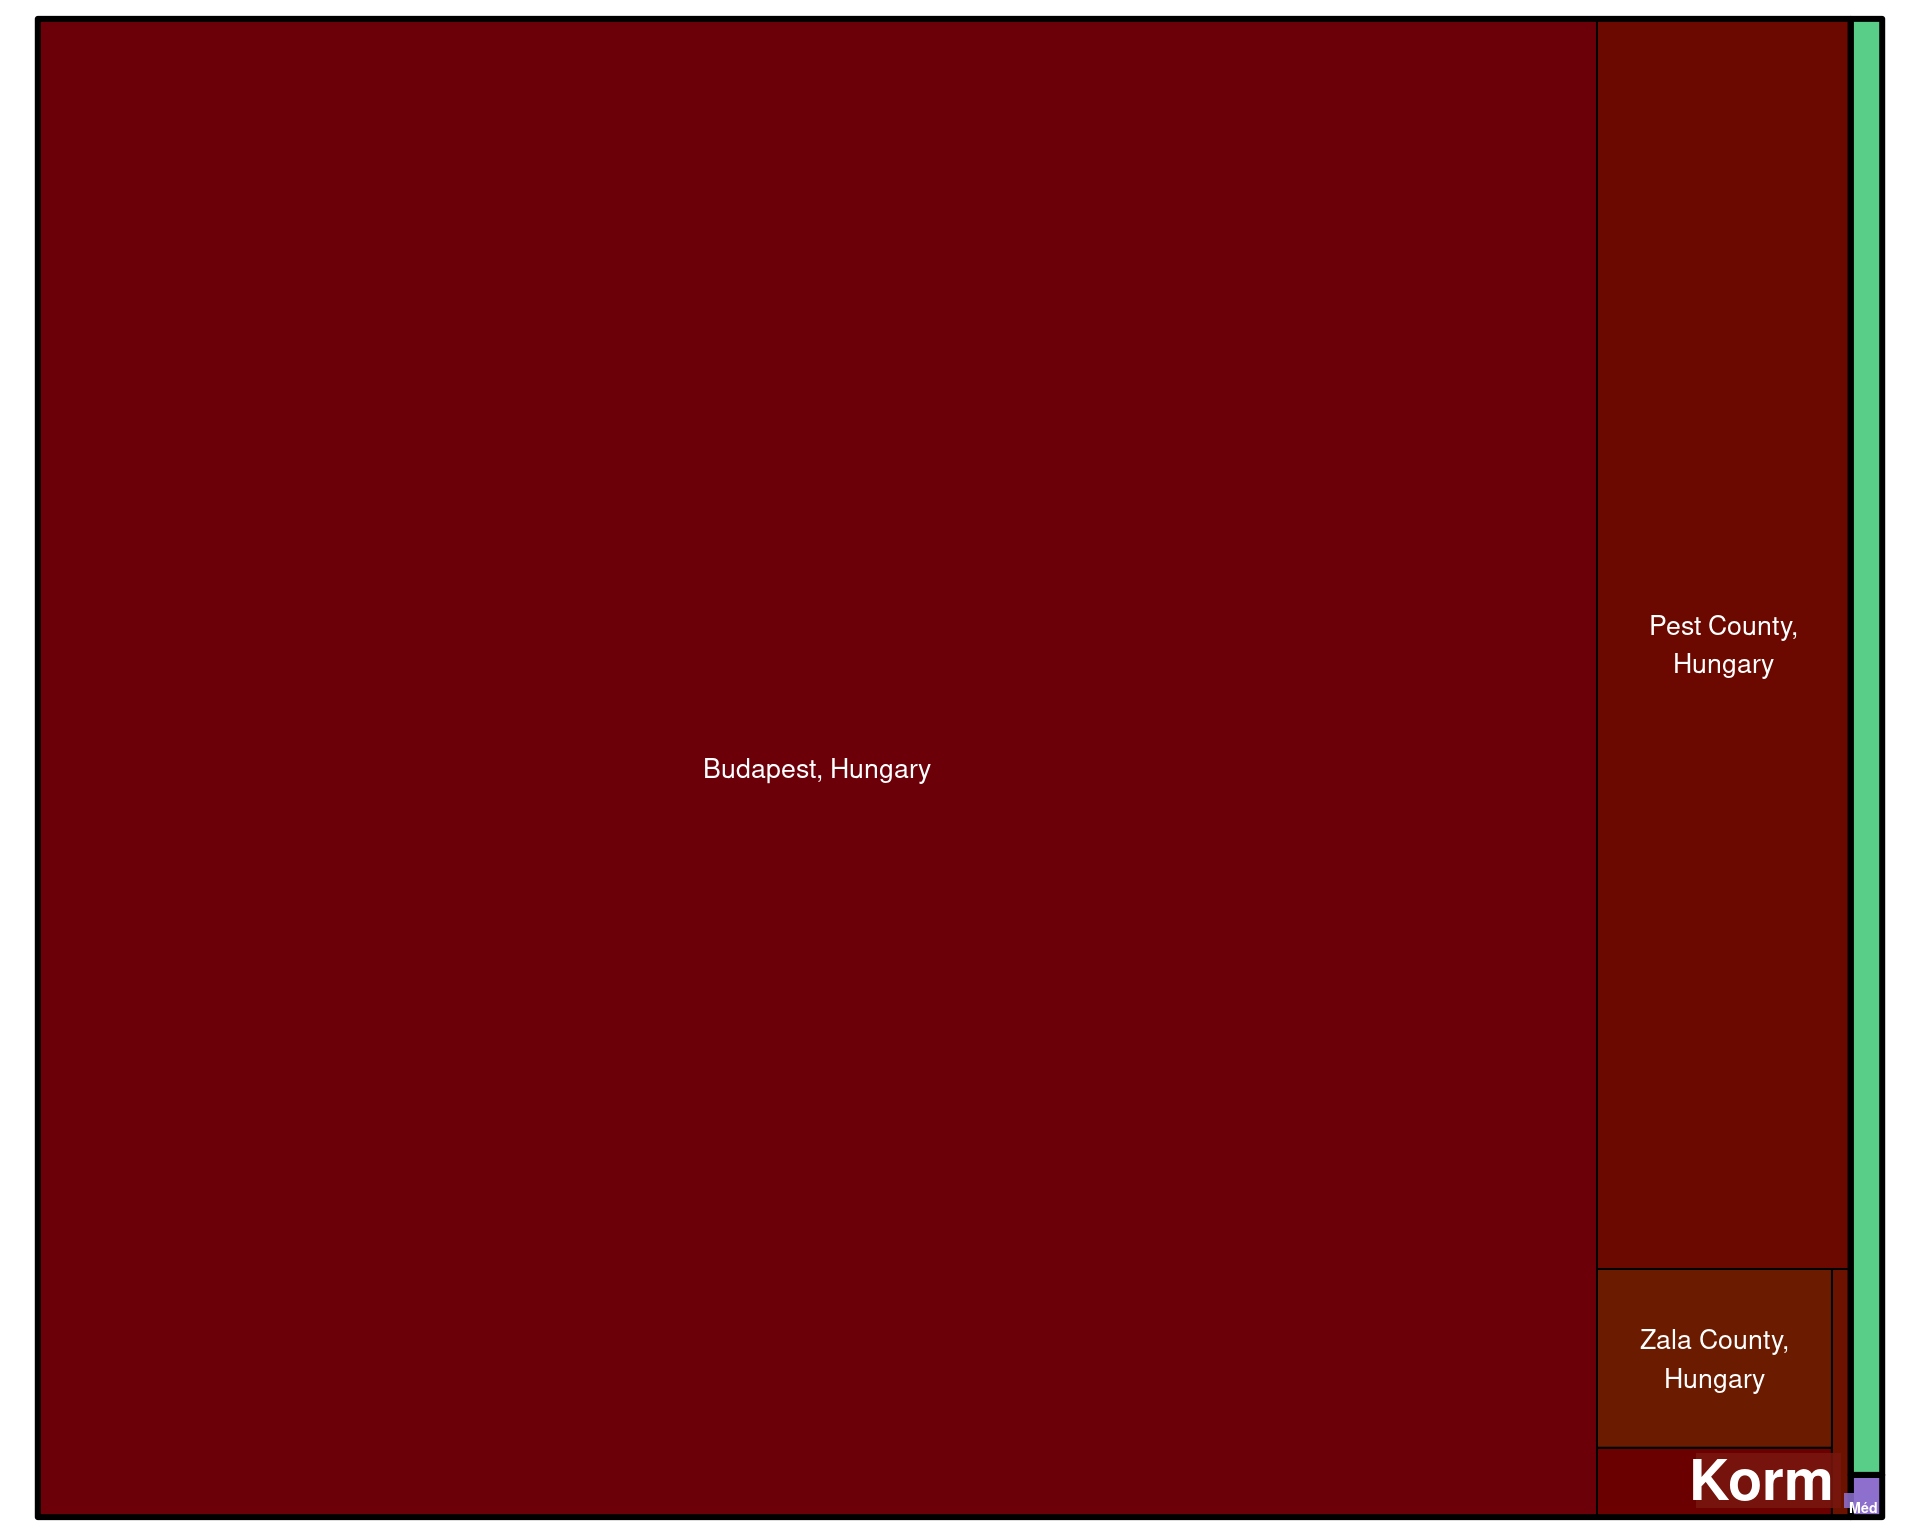 Pest County,
Hungary
Budapest, Hungary
Zala County,
Hungary
Korm
Méd